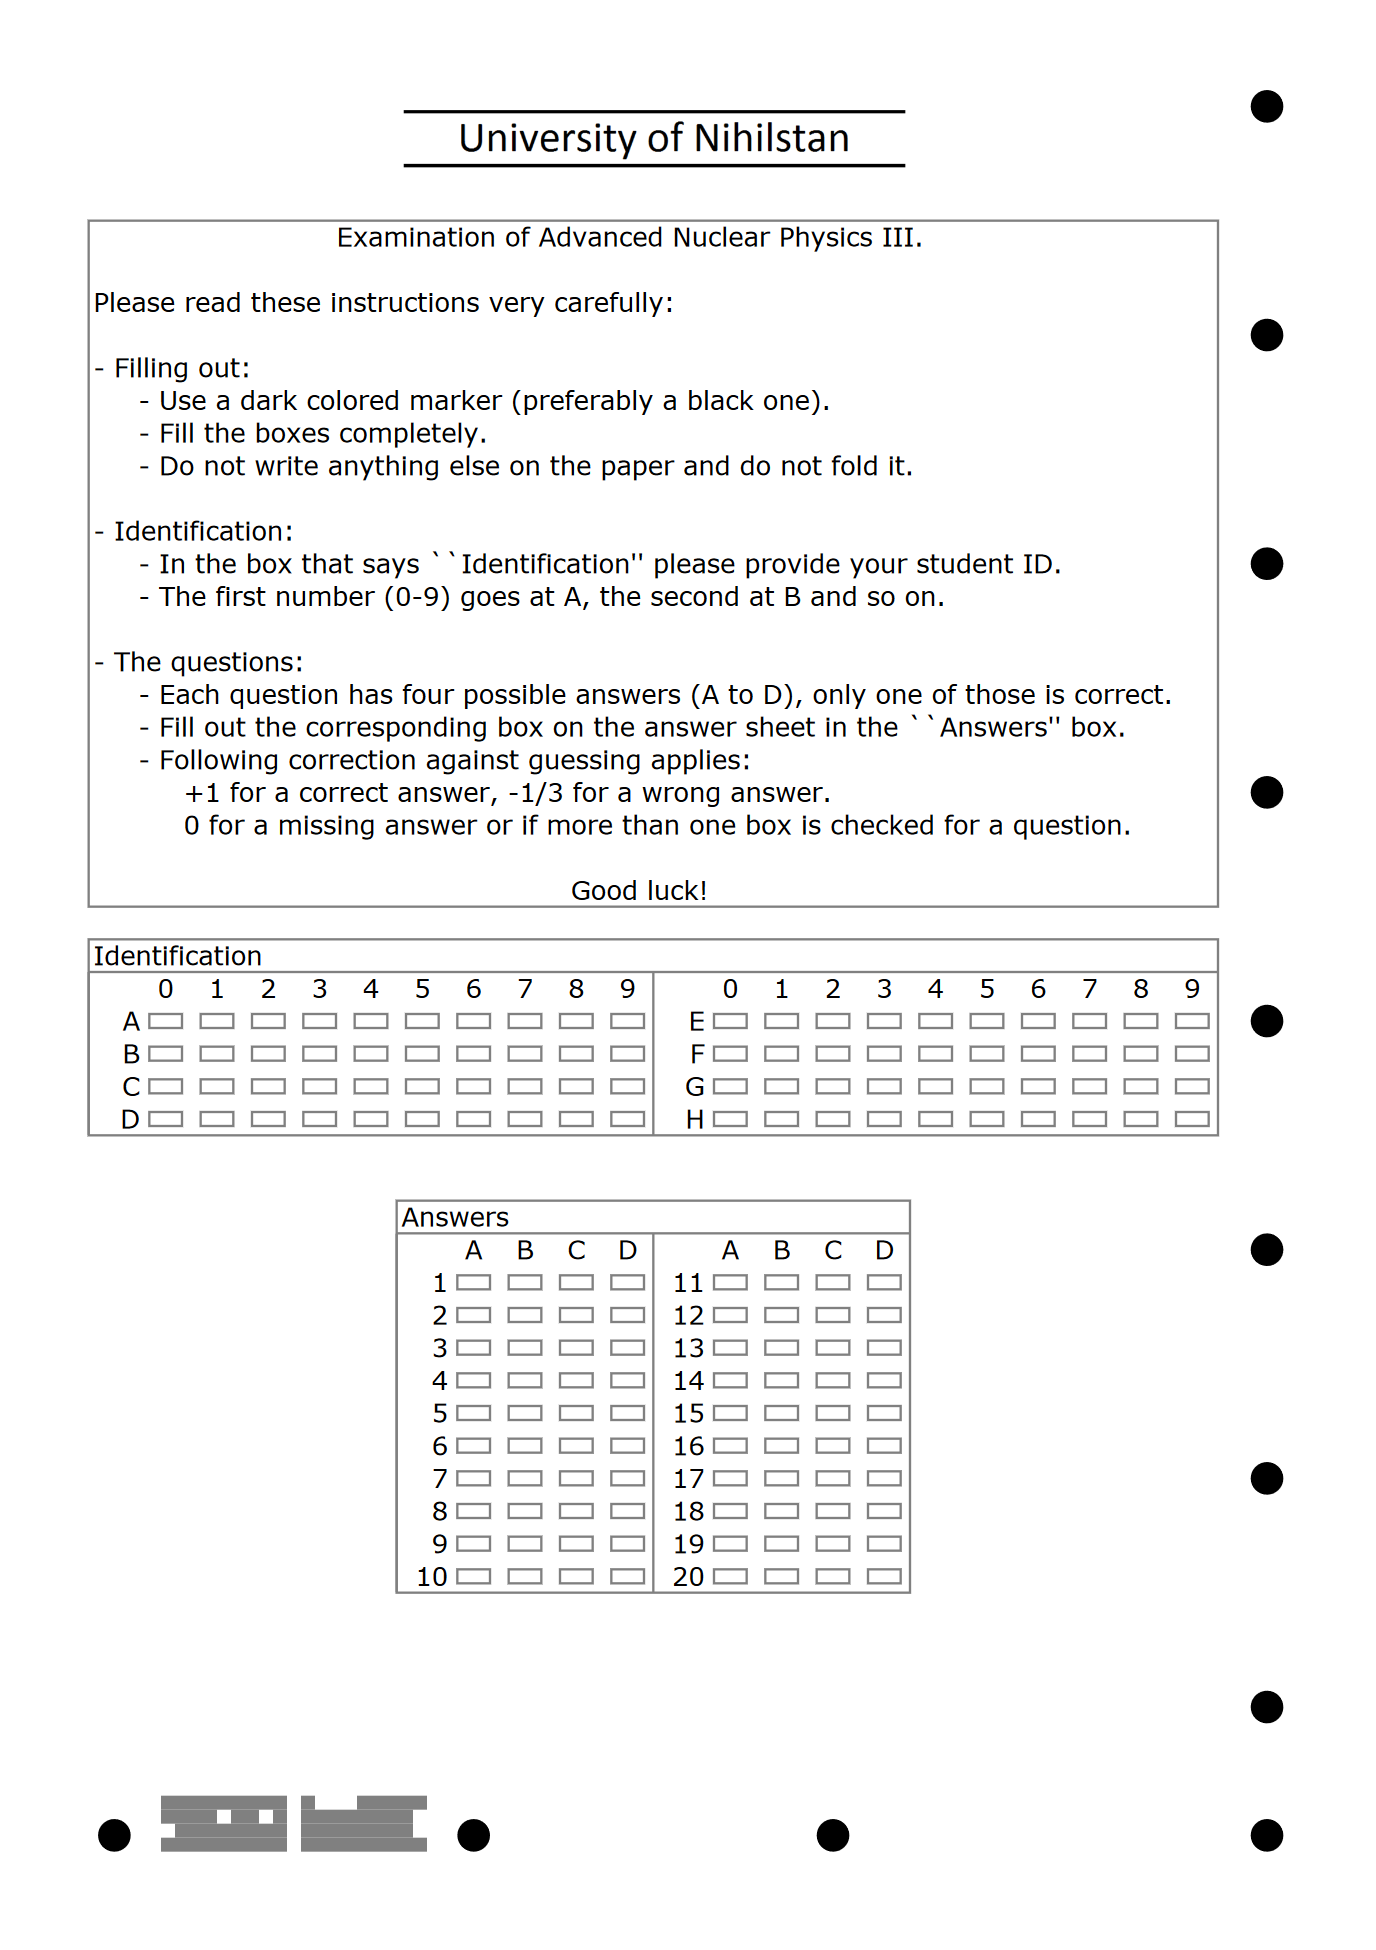 University of Nihilstan
Examination of Advanced Nuclear Physics III.
Please read these instructions very carefully:
- Filling out:
- Use a dark colored marker (preferably a black one).
- Fill the boxes completely.
- Do not write anything else on the paper and do not fold it.
- Identification:
- In the box that says ``Identification'' please provide your student ID.
- The first number (0-9) goes at A, the second at B and so on.
- The questions:
- Each question has four possible answers (A to D), only one of those is correct.
- Fill out the corresponding box on the answer sheet in the ``Answers'' box.
- Following correction against guessing applies:
+1 for a correct answer, -1/3 for a wrong answer.
0 for a missing answer or if more than one box is checked for a question.
Good luck!
Identification
0 1 2 3 4 5 6 7 8 9 0 1 2 3 4 5 6 7 8 9
A E
B F
C G
D H
Answers
A B C D A B C D
1 11
2 12
3 13
4 14
5 15
6 16
7 17
8 18
9 19
10 20